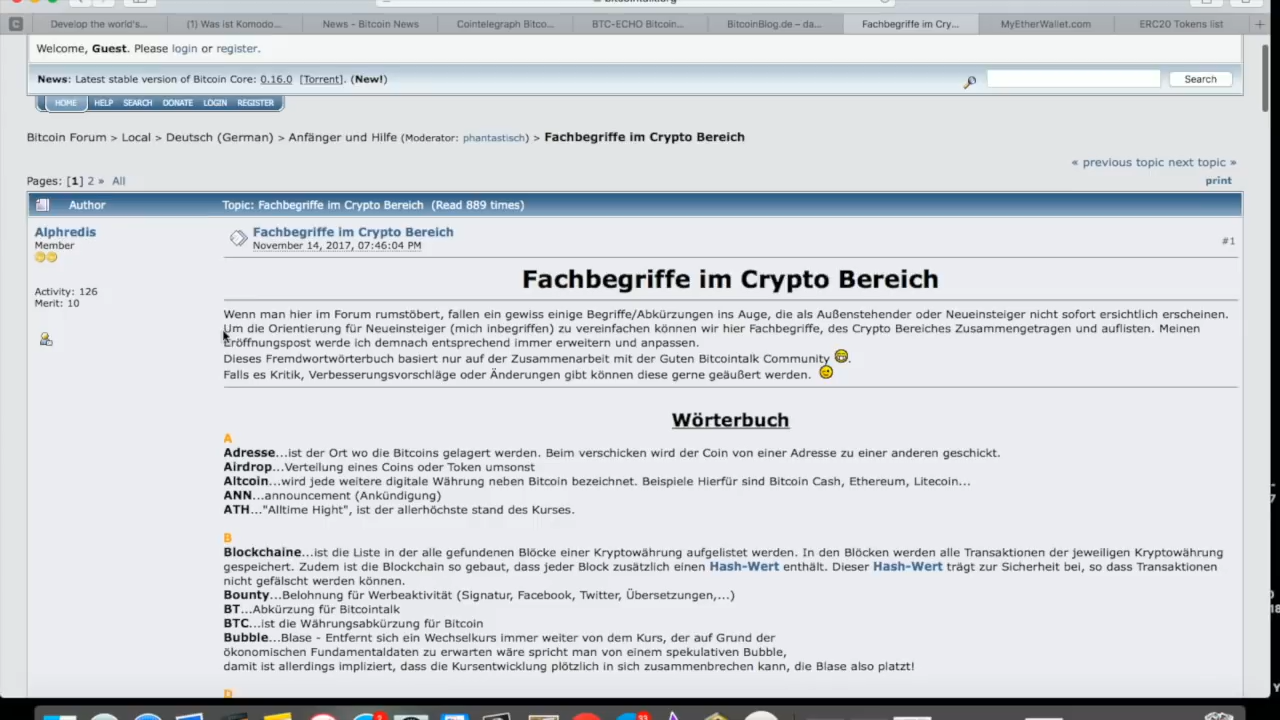 Develop the world's...
(1) Was ist Komodo...
News - Bitcoin News
Cointelegraph Bitco...
BTC-ECHO Bitcoin...
BitcoinBlog.de – da...
Fachbegriffe im Cry...
MyEtherWallet.com
ERC20 Tokens list
Welcome, Guest. Please login or register.
News: Latest stable version of Bitcoin Core: 0.16.0 [Torrent]. (New!)
Search
HOME HELP SEARCH DONATE LOGIN REGISTER
Bitcoin Forum > Local > Deutsch (German) > Anfänger und Hilfe (Moderator: phantastisch) > Fachbegriffe im Crypto Bereich
« previous topic next topic »
Pages: [1] 2 » All
print
Author
Topic: Fachbegriffe im Crypto Bereich (Read 889 times)
Alphredis
Member
Activity: 126
Merit: 10
Fachbegriffe im Crypto Bereich
November 14, 2017, 07:46:04 PM
#1
Fachbegriffe im Crypto Bereich
Wenn man hier im Forum rumstöbert, fallen ein gewiss einige Begriffe/Abkürzungen ins Auge, die als Außenstehender oder Neueinsteiger nicht sofort ersichtlich erscheinen.
Um die Orientierung für Neueinsteiger (mich inbegriffen) zu vereinfachen können wir hier Fachbegriffe, des Crypto Bereiches Zusammengetragen und auflisten. Meinen
Eröffnungspost werde ich demnach entsprechend immer erweitern und anpassen.
Dieses Fremdwortwörterbuch basiert nur auf der Zusammenarbeit mit der Guten Bitcointalk Community .
Falls es Kritik, Verbesserungsvorschläge oder Änderungen gibt können diese gerne geäußert werden.
Wörterbuch
A
Adresse...ist der Ort wo die Bitcoins gelagert werden. Beim verschicken wird der Coin von einer Adresse zu einer anderen geschickt.
Airdrop...Verteilung eines Coins oder Token umsonst
Altcoin...wird jede weitere digitale Währung neben Bitcoin bezeichnet. Beispiele Hierfür sind Bitcoin Cash, Ethereum, Litecoin...
ANN...announcement (Ankündigung)
ATH..."Alltime Hight", ist der allerhöchste stand des Kurses.
B
Blockchaine...ist die Liste in der alle gefundenen Blöcke einer Kryptowährung aufgelistet werden. In den Blöcken werden alle Transaktionen der jeweiligen Kryptowährung
gespeichert. Zudem ist die Blockchain so gebaut, dass jeder Block zusätzlich einen Hash-Wert enthält. Dieser Hash-Wert trägt zur Sicherheit bei, so dass Transaktionen
nicht gefälscht werden können.
Bounty...Belohnung für Werbeaktivität (Signatur, Facebook, Twitter, Übersetzungen,...)
BT...Abkürzung für Bitcointalk
BTC...ist die Währungsabkürzung für Bitcoin
Bubble...Blase - Entfernt sich ein Wechselkurs immer weiter von dem Kurs, der auf Grund der
ökonomischen Fundamentaldaten zu erwarten wäre spricht man von einem spekulativen Bubble,
damit ist allerdings impliziert, dass die Kursentwicklung plötzlich in sich zusammenbrechen kann, die Blase also platzt!